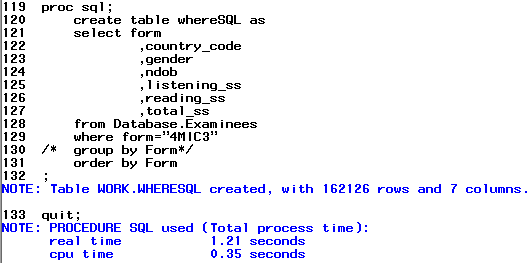 119  proc sql;
120      create table whereSQL as
121      select form
122              ,country_code
123              ,gender
124              ,ndob
125              ,listening_ss
126              ,reading_ss
127              ,total_ss
128      from Database.Examinees
129      where form="4MIC3"
130  /*  group by Form*/
131      order by Form
132  ;
NOTE: Table WORK.WHERESQL created, with 162126 rows and 7 columns.
133  quit;
NOTE: PROCEDURE SQL used (Total process time):
      real time           1.21 seconds
      cpu time            0.35 seconds